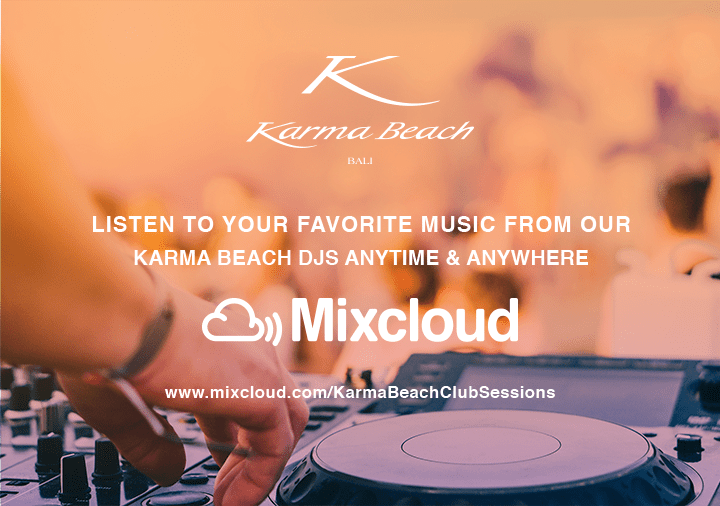 K
Karma Beach
BALI
LISTEN TO YOUR FAVORITE MUSIC FROM OUR
KARMA BEACH DJS ANYTIME & ANYWHERE
Mixcloud
www.mixcloud.com/KarmaBeachClubSessions